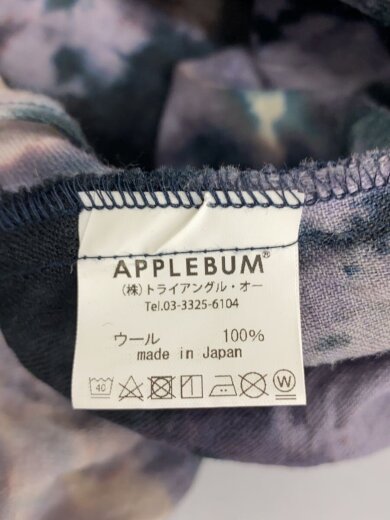 APPLEBUM®
(株)トライアングル・オー
Tel.03-3325-6104
ウール 100%
made in Japan
40 W